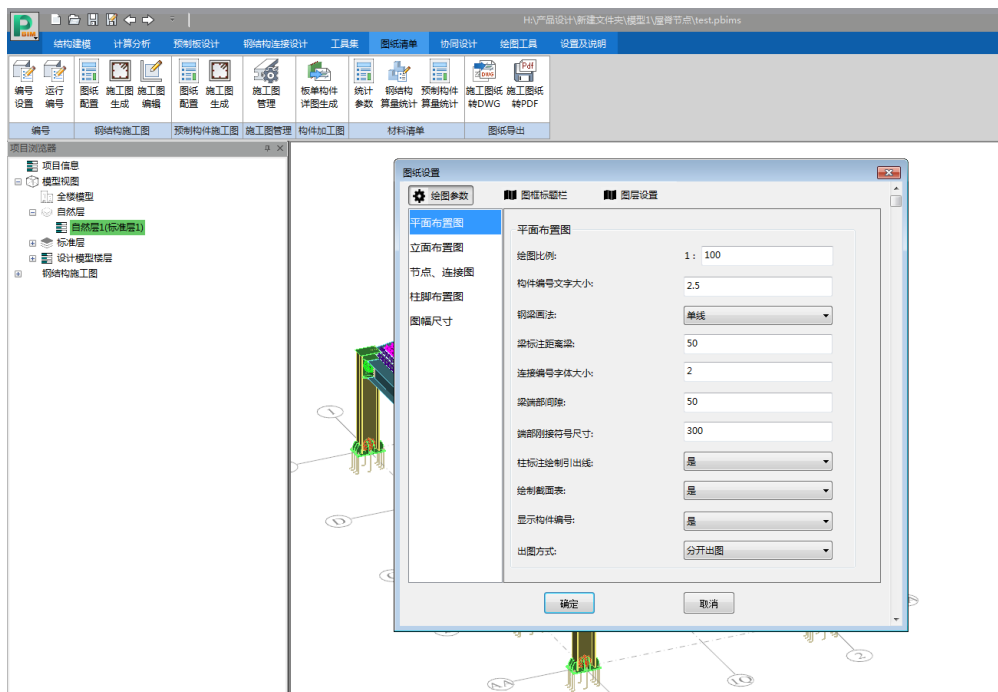 H:\产品设计\新建文件夹\模型1\屋脊节点\test.pbims
PBIM
结构建模 计算分析 预制板设计 钢结构连接设计 工具集 图纸清单 协同设计 绘图工具 设置及说明
编号设置 运行编号 图纸配置 施工图生成 施工图编辑 图纸配置 施工图生成 施工图管理 板单构件详图生成 统计参数 钢结构算量统计 预制构件算量统计 施工图纸转DWG 施工图纸转PDF
编号 钢结构施工图 预制构件施工图 施工图管理 构件加工图 材料清单 图纸导出
项目浏览器
项目信息
模型视图
全楼模型
自然层
自然层1(标准层1)
标准层
设计模型楼层
钢结构施工图
图纸设置
绘图参数 图框标题栏 图层设置
平面布置图
立面布置图
节点、连接图
柱脚布置图
图幅尺寸
平面布置图
绘图比例: 1: 100
构件编号文字大小: 2.5
钢梁画法: 单线
梁标注距离梁: 50
连接编号字体大小: 2
梁端部间隙: 50
端部刚接符号尺寸: 300
柱标注绘制引出线: 是
绘制截面表: 是
显示构件编号: 是
出图方式: 分开出图
确定 取消
1
D
2
AA
1Q